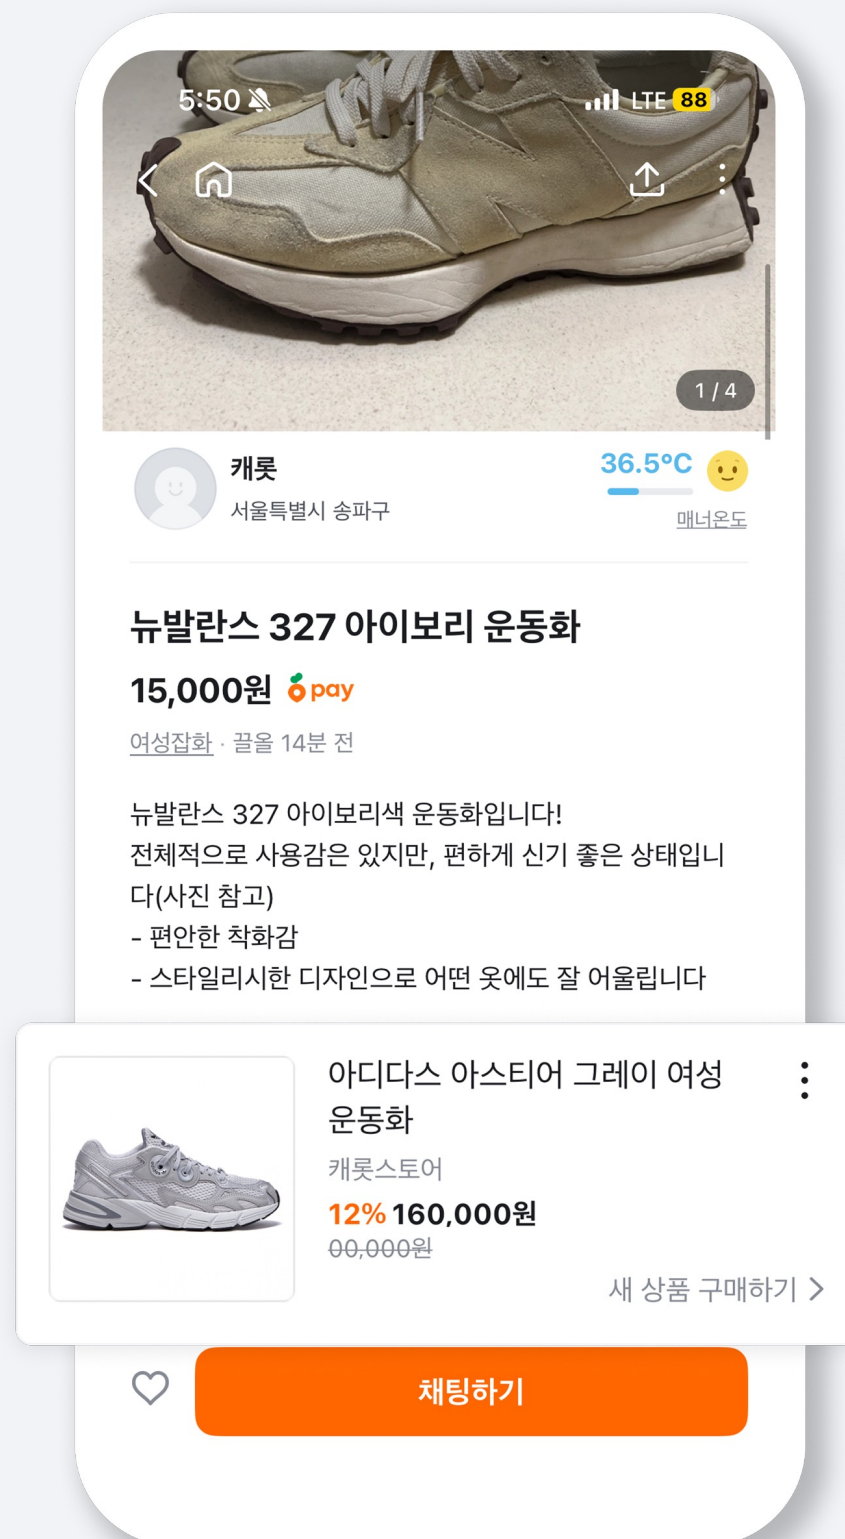 5:50 LTE 88
1 / 4
캐롯 36.5°C
서울특별시 송파구 매너온도
뉴발란스 327 아이보리 운동화
15,000원 pay
여성잡화 · 끌올 14분 전
뉴발란스 327 아이보리색 운동화입니다!
전체적으로 사용감은 있지만, 편하게 신기 좋은 상태입니
다(사진 참고)
- 편안한 착화감
- 스타일리시한 디자인으로 어떤 옷에도 잘 어울립니다
아디다스 아스티어 그레이 여성
운동화
캐롯스토어
12% 160,000원
00,000원
새 상품 구매하기
채팅하기